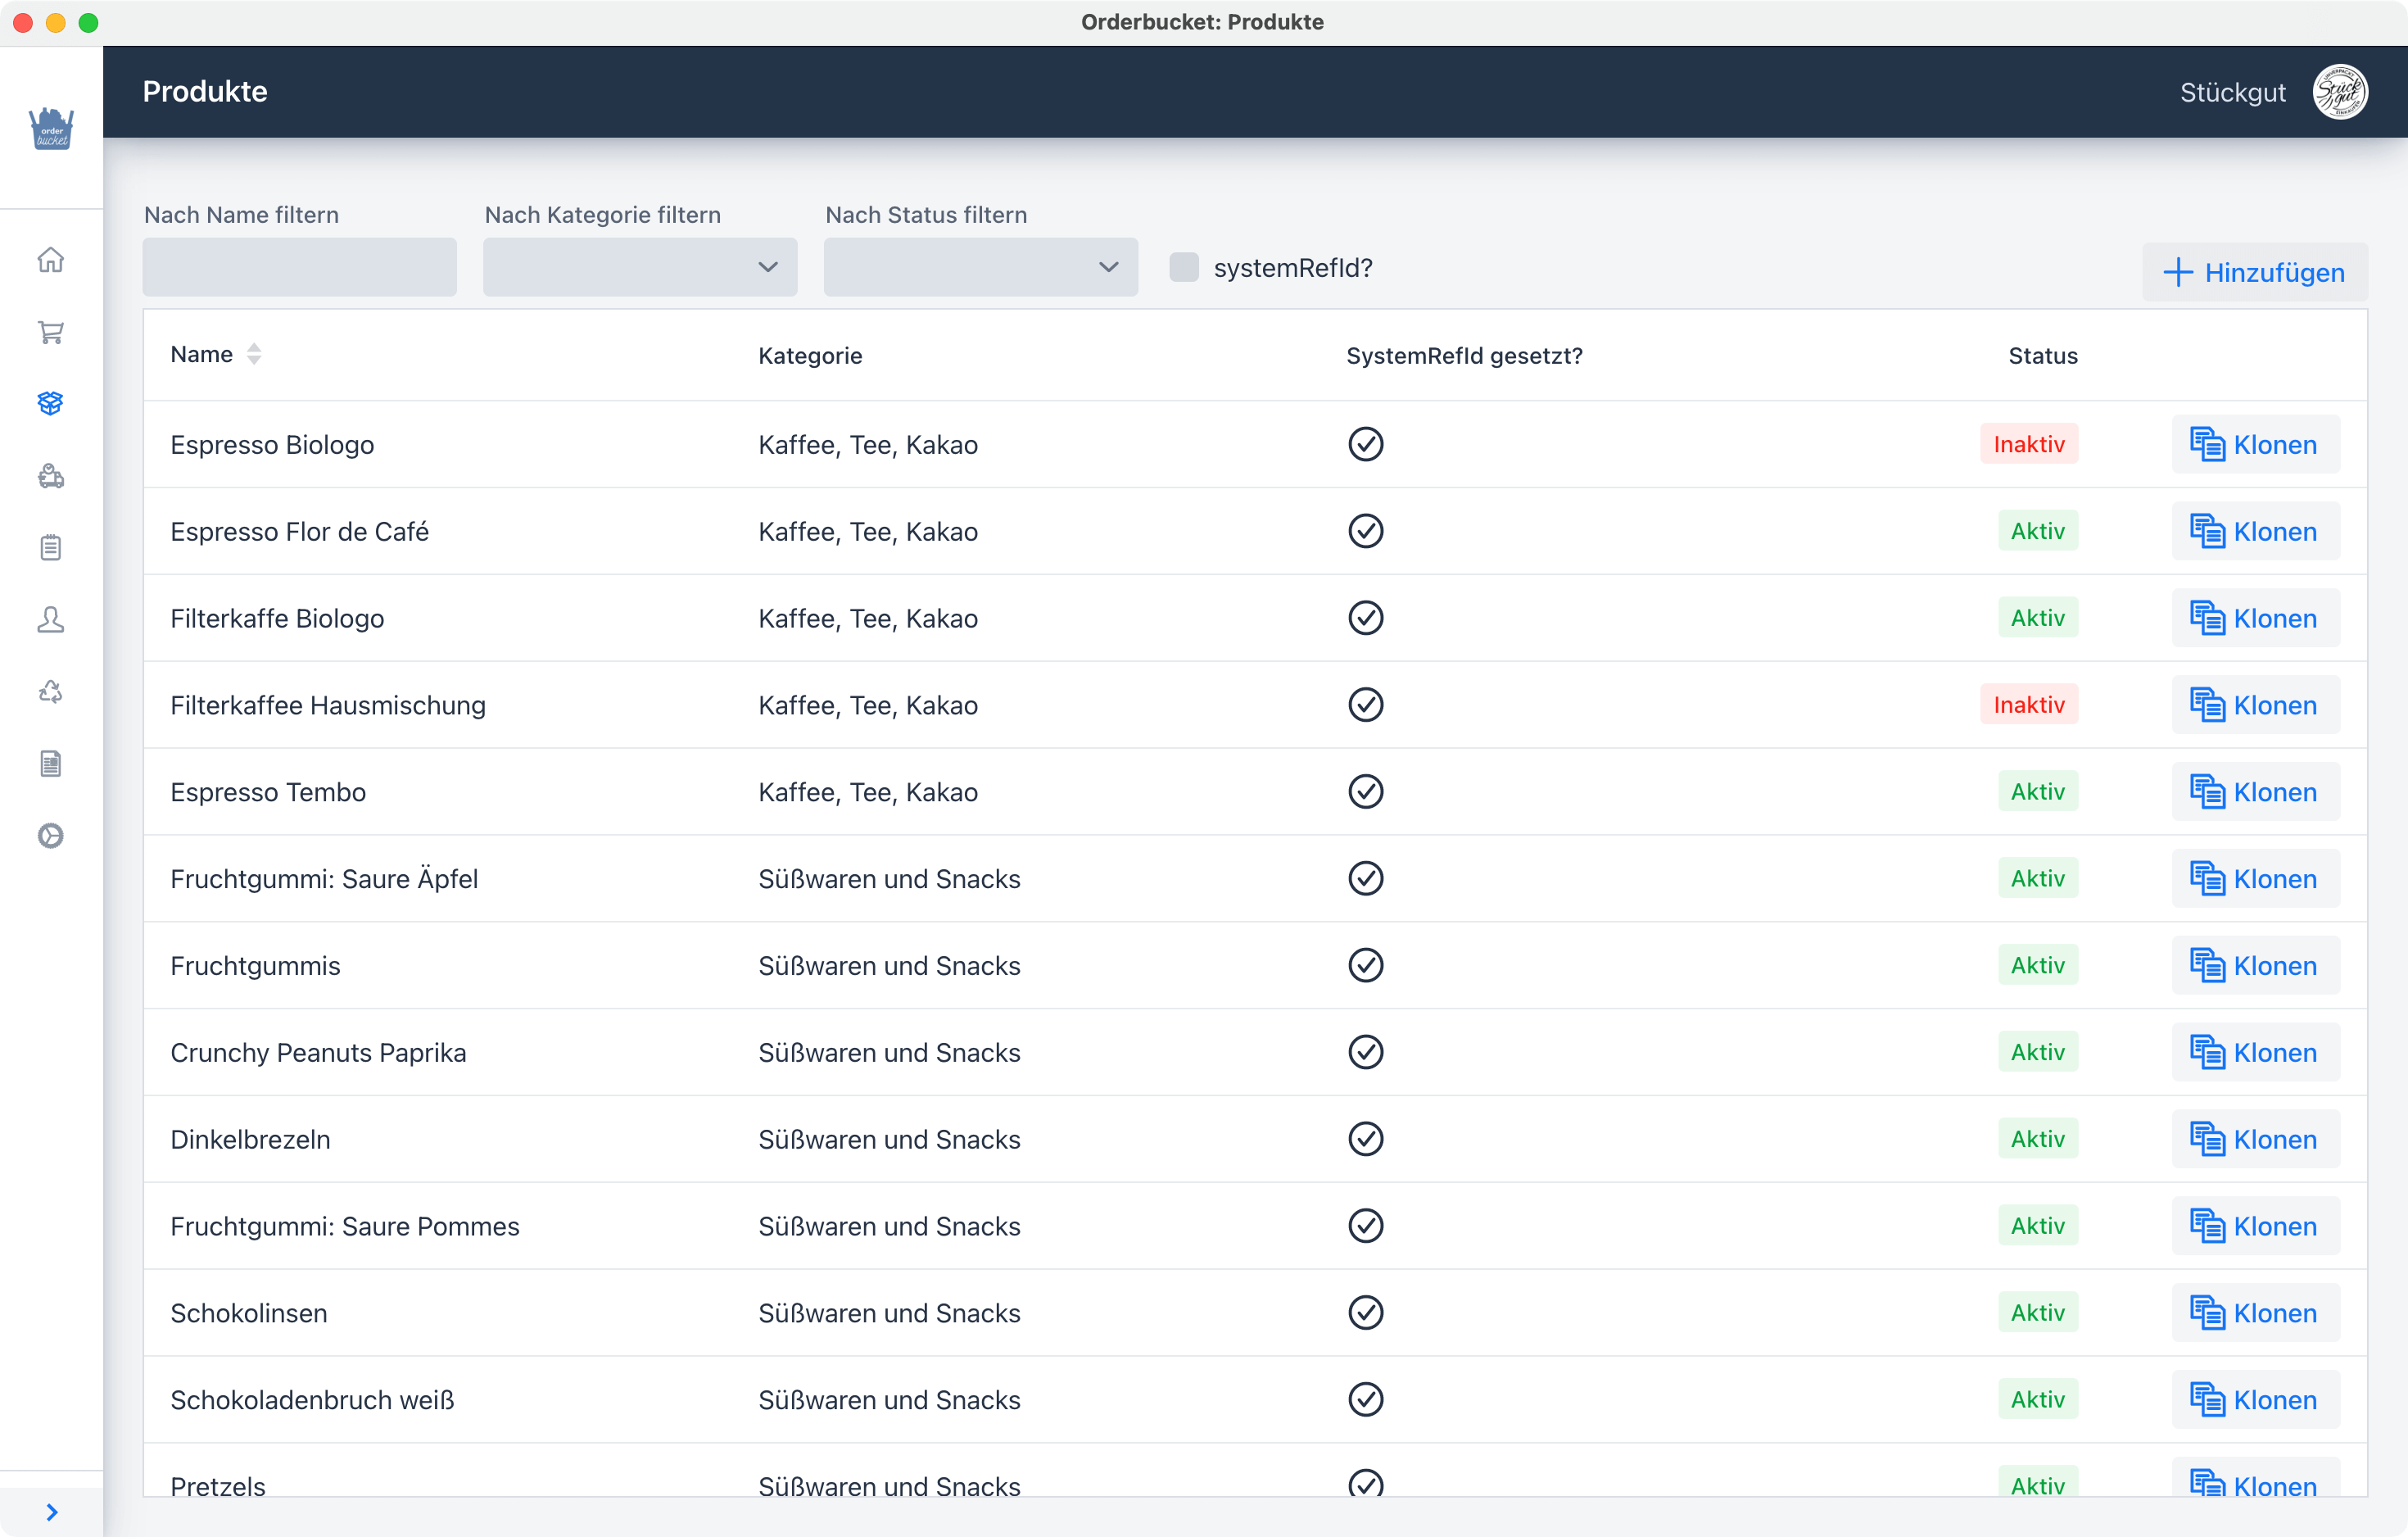 Orderbucket: Produkte
order
bucket
Produkte
Stückgut
Stück
gut
Nach Name filtern
Nach Kategorie filtern
Nach Status filtern
systemRefId?
Hinzufügen
Name Kategorie SystemRefId gesetzt? Status
Espresso Biologo Kaffee, Tee, Kakao Inaktiv Klonen
Espresso Flor de Café Kaffee, Tee, Kakao Aktiv Klonen
Filterkaffe Biologo Kaffee, Tee, Kakao Aktiv Klonen
Filterkaffee Hausmischung Kaffee, Tee, Kakao Inaktiv Klonen
Espresso Tembo Kaffee, Tee, Kakao Aktiv Klonen
Fruchtgummi: Saure Äpfel Süßwaren und Snacks Aktiv Klonen
Fruchtgummis Süßwaren und Snacks Aktiv Klonen
Crunchy Peanuts Paprika Süßwaren und Snacks Aktiv Klonen
Dinkelbrezeln Süßwaren und Snacks Aktiv Klonen
Fruchtgummi: Saure Pommes Süßwaren und Snacks Aktiv Klonen
Schokolinsen Süßwaren und Snacks Aktiv Klonen
Schokoladenbruch weiß Süßwaren und Snacks Aktiv Klonen
Pretzels Süßwaren und Snacks Aktiv Klonen